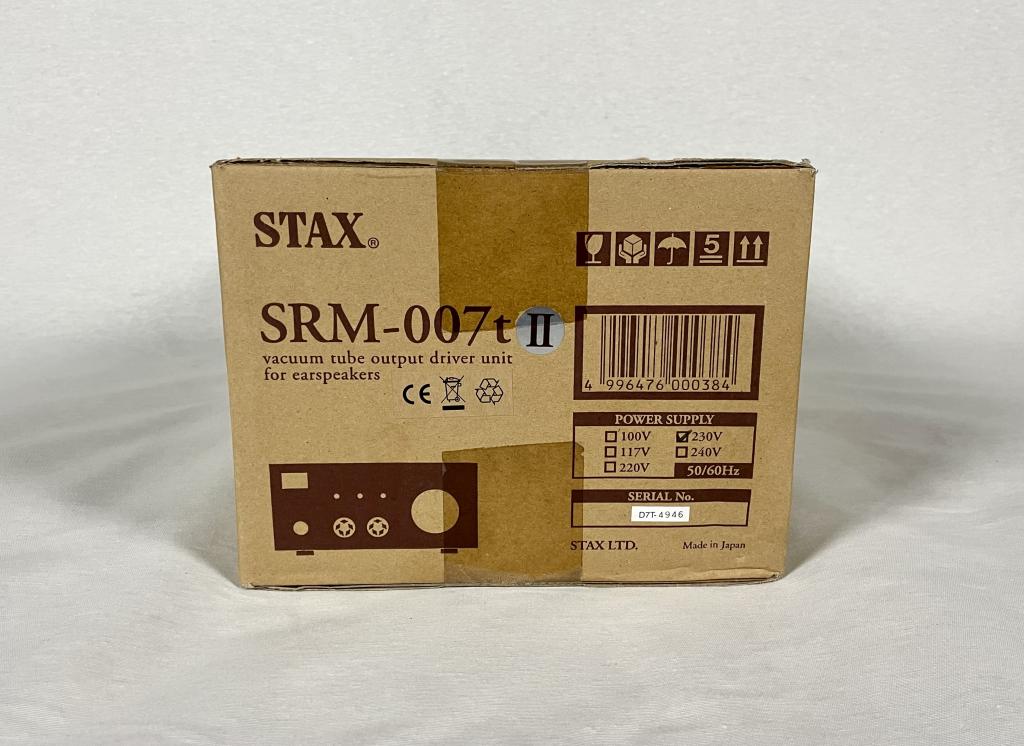 STAX®
5
SRM-007t II
vacuum tube output driver unit
for earspeakers
CE
4 996476 000384
POWER SUPPLY
100V 230V
117V 240V
220V 50/60Hz
SERIAL No.
D7T-4946
STAX LTD. Made in Japan